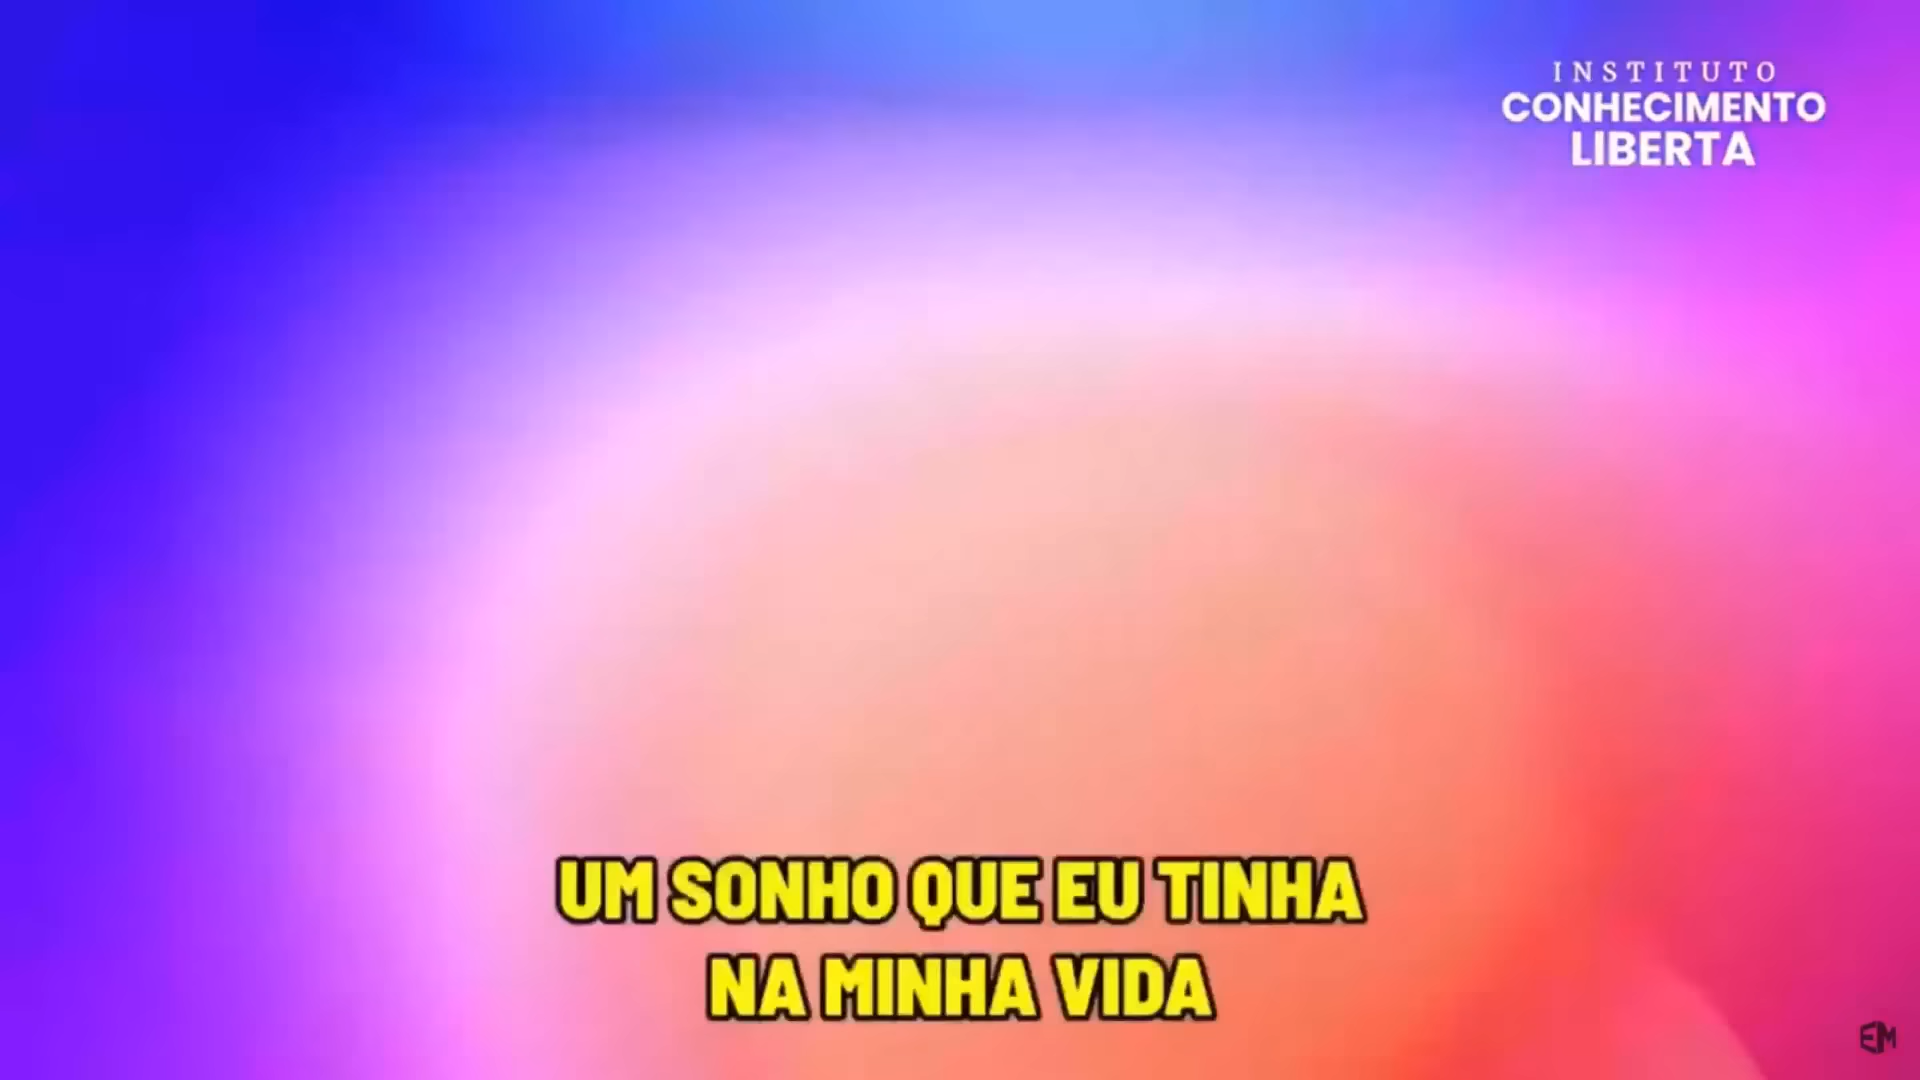 INSTITUTO
CONHECIMENTO
LIBERTA
UM SONHO QUE EU TINHA
NA MINHA VIDA
EM